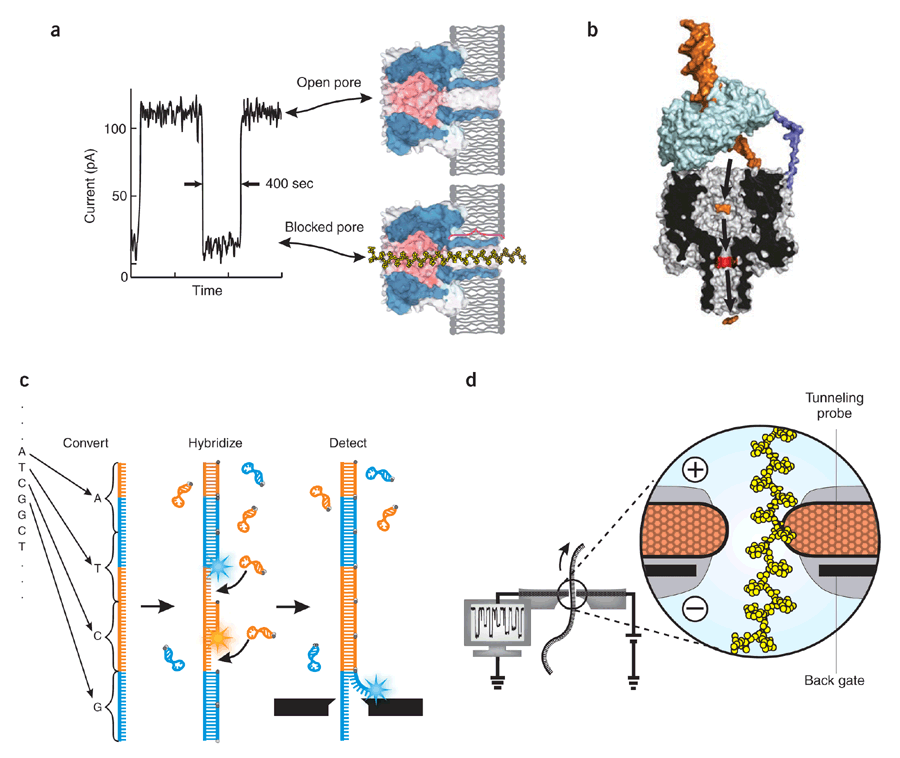 a
b
Open pore
100
Current (pA)
400 sec
50
Blocked pore
0
Time
c
d
Tunneling
probe
Convert
Hybridize
Detect
.
.
.
A
T
C
G
G
C
T
.
.
.
A
T
C
G
+
−
Back gate